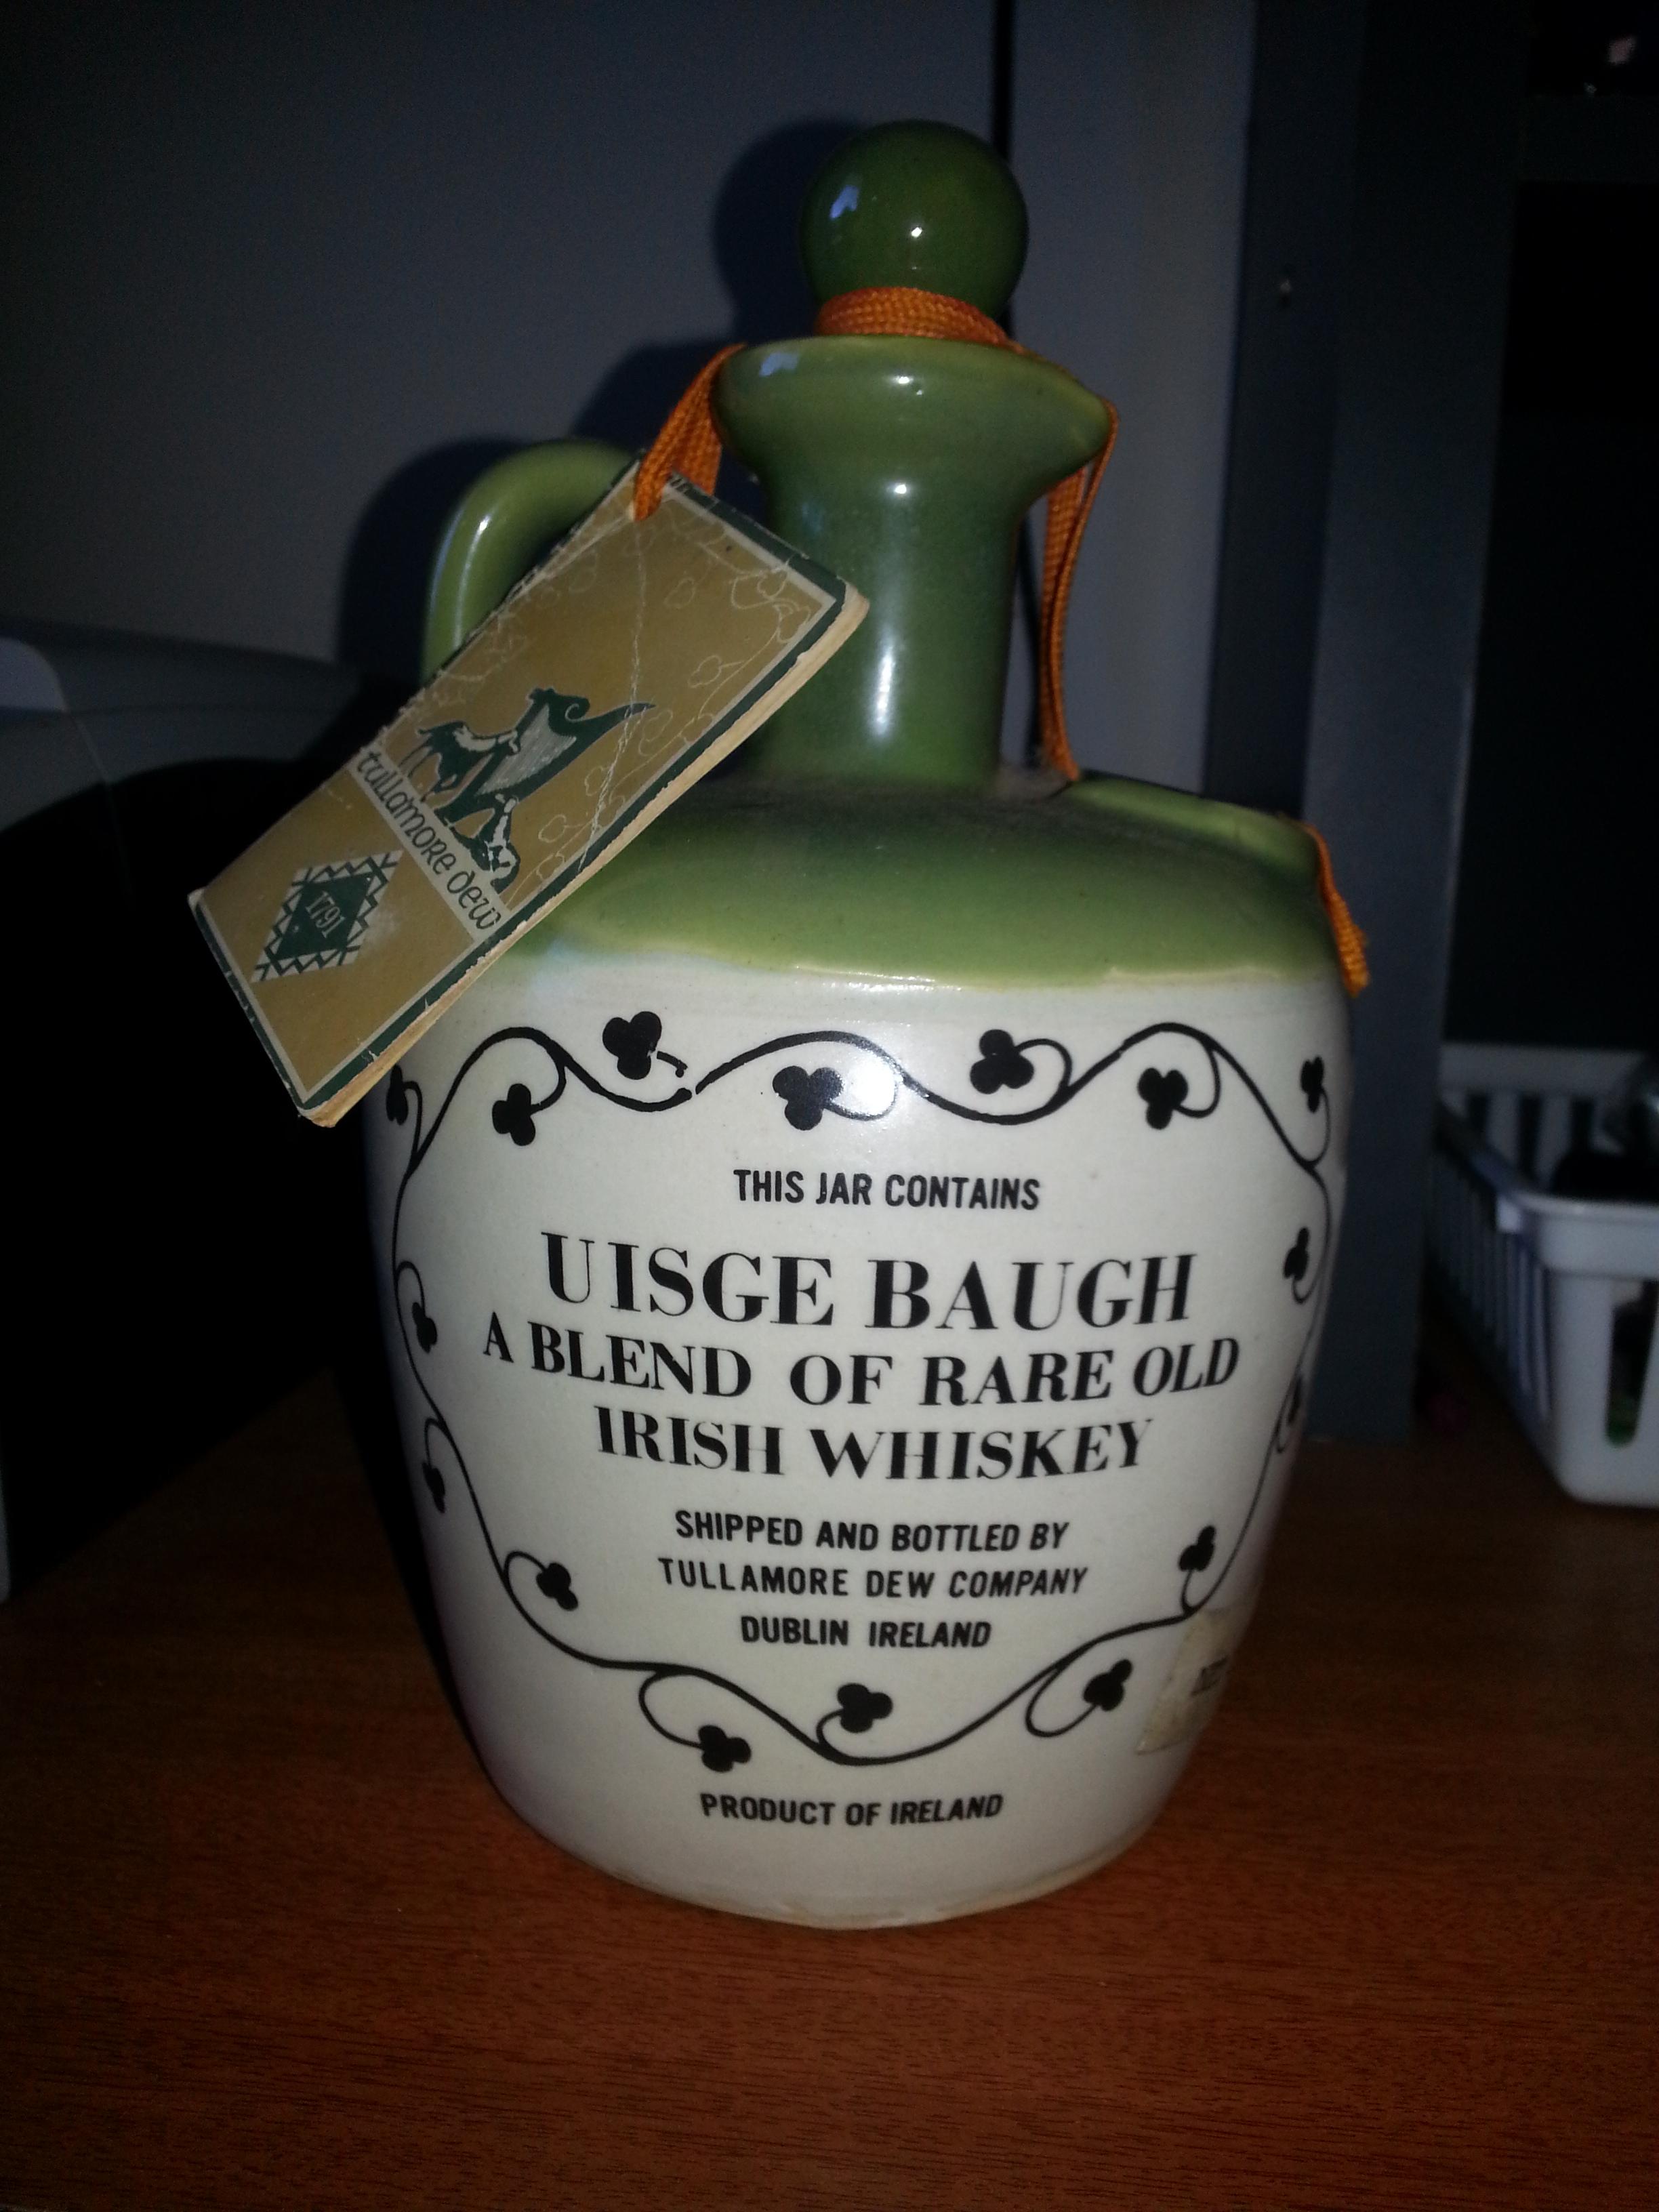 tullamore dew
1791
THIS JAR CONTAINS
UISGE BAUGH
A BLEND OF RARE OLD
IRISH WHISKEY
SHIPPED AND BOTTLED BY
TULLAMORE DEW COMPANY
DUBLIN IRELAND
PRODUCT OF IRELAND